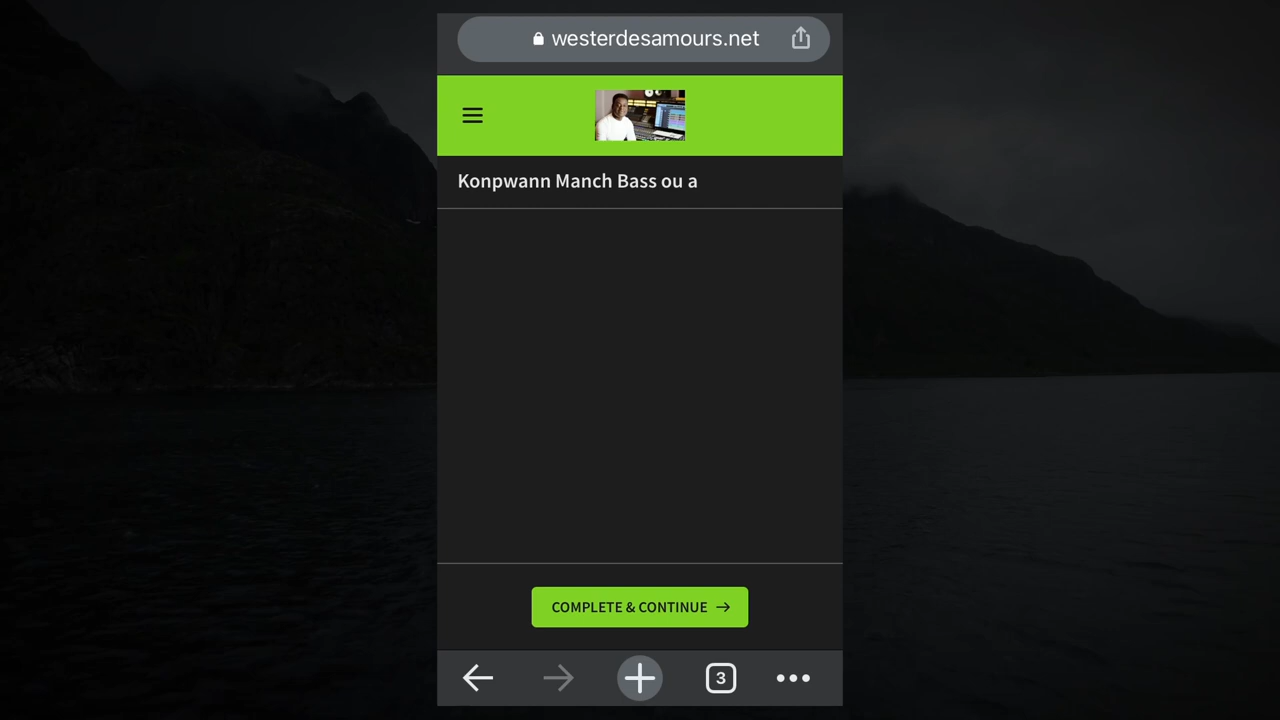 westerdesamours.net
Konpwann Manch Bass ou a
COMPLETE & CONTINUE →
3